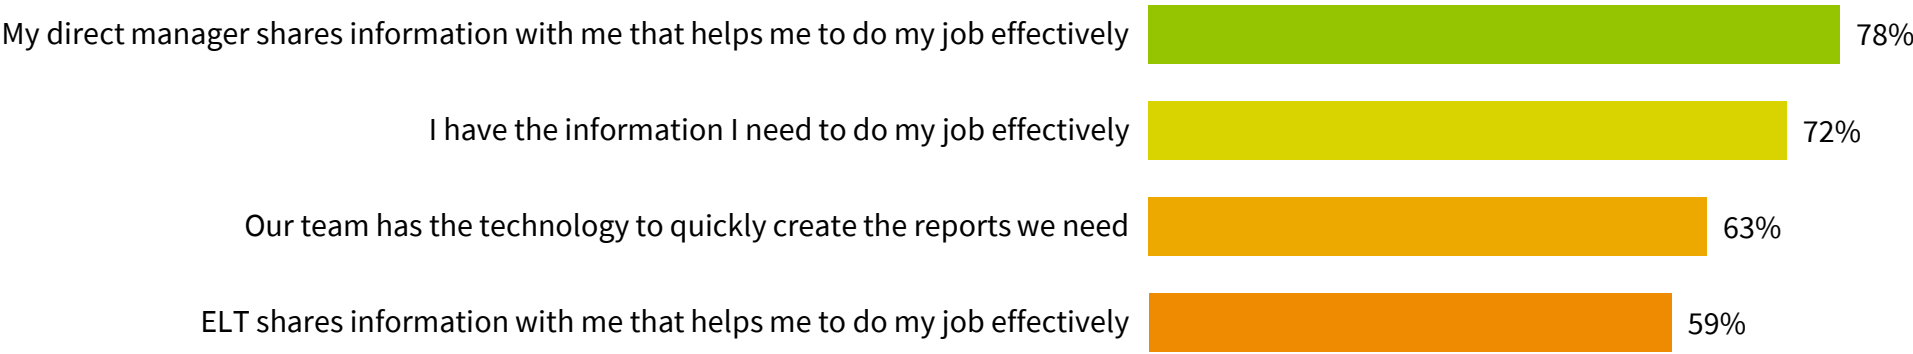 My direct manager shares information with me that helps me to do my job effectively 78%
I have the information I need to do my job effectively 72%
Our team has the technology to quickly create the reports we need 63%
ELT shares information with me that helps me to do my job effectively 59%